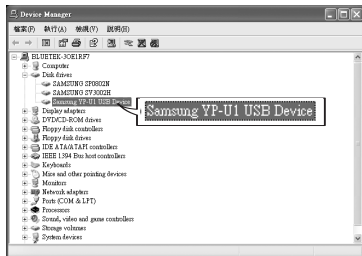 Device Manager
檔案(F) 執行(A) 檢視(V) 說明(H)
BLUETEK-3OE1RF7
Computer
Disk drives
SAMSUNG SP0802N
SAMSUNG SV3002H
Samsung YP-U1 USB Device
Samsung YP-U1 USB Device
Display adapters
DVD/CD-ROM drives
Floppy disk controllers
Floppy disk drives
IDE ATA/ATAPI controllers
IEEE 1394 Bus host controllers
Keyboards
Mice and other pointing devices
Monitors
Network adapters
Ports (COM & LPT)
Processors
Sound, video and game controllers
Storage volumes
System devices